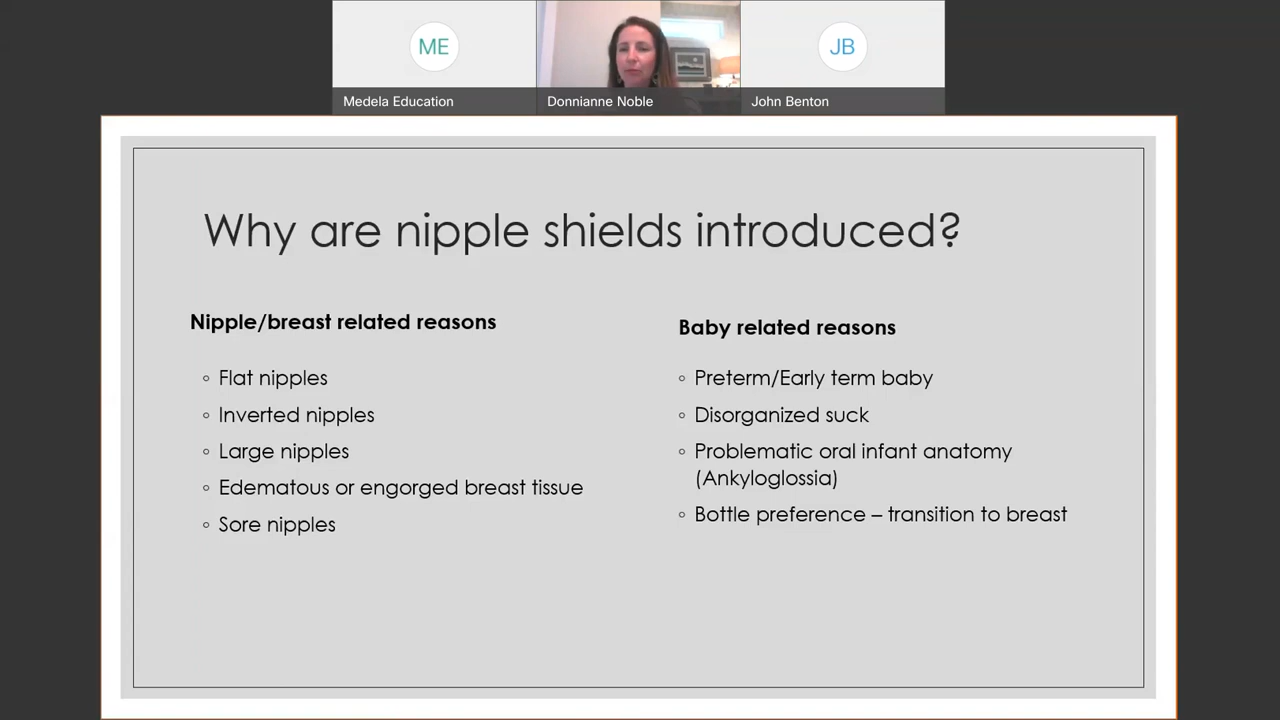 ME
JB
Medela Education
Donnianne Noble
John Benton
Why are nipple shields introduced?
Nipple/breast related reasons
◦ Flat nipples
◦ Inverted nipples
◦ Large nipples
◦ Edematous or engorged breast tissue
◦ Sore nipples
Baby related reasons
◦ Preterm/Early term baby
◦ Disorganized suck
◦ Problematic oral infant anatomy
(Ankyloglossia)
◦ Bottle preference – transition to breast